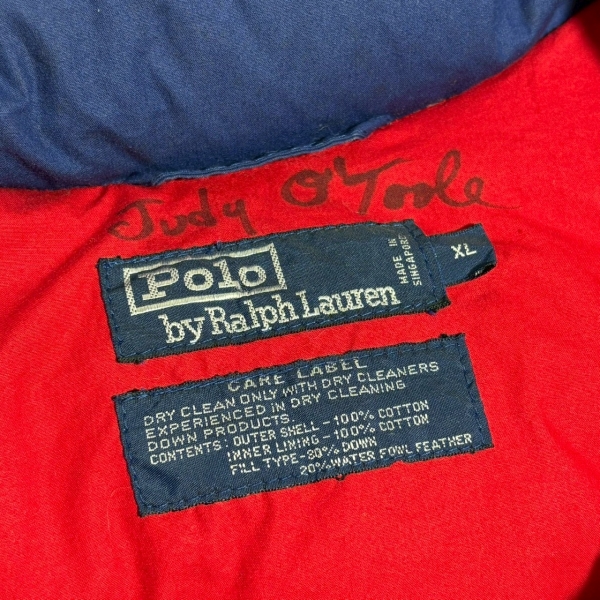 Judy O'Toole
Polo
by Ralph Lauren
MADE IN
SINGAPORE
XL
CARE LABEL
DRY CLEAN ONLY WITH DRY CLEANERS
EXPERIENCED IN DRY CLEANING
DOWN PRODUCTS.
CONTENTS: OUTER SHELL - 100% COTTON
INNER LINING - 100% COTTON
FILL TYPE - 80% DOWN
20% WATER FOWL FEATHER